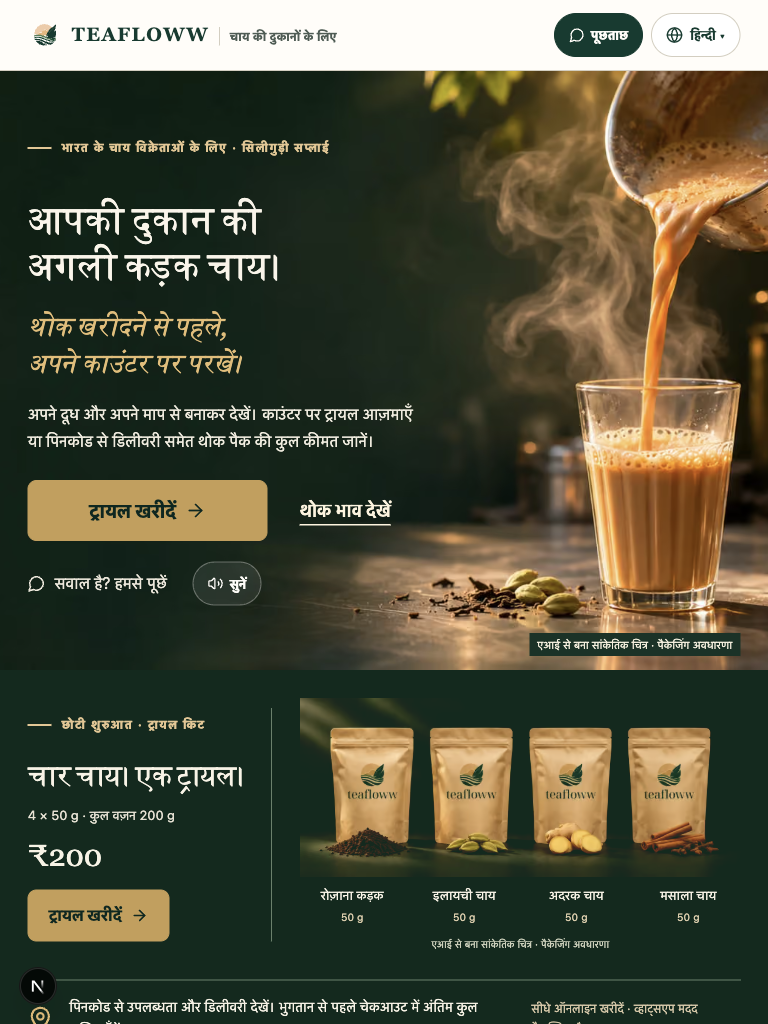 TEAFLOWW
चाय की दुकानों के लिए
पूछताछ
हिन्दी
भारत के चाय विक्रेताओं के लिए · सिलीगुड़ी सप्लाई
आपकी दुकान की
अगली कड़क चाय।
थोक खरीदने से पहले,
अपने काउंटर पर परखें।
अपने दूध और अपने माप से बनाकर देखें। काउंटर पर ट्रायल आज़माएँ
या पिनकोड से डिलीवरी समेत थोक पैक की कुल कीमत जानें।
ट्रायल खरीदें →
थोक भाव देखें
सवाल है? हमसे पूछें
सुनें
एआई से बना सांकेतिक चित्र · पैकेजिंग अवधारणा
छोटी शुरुआत · ट्रायल किट
चार चाय। एक ट्रायल।
4 × 50 g · कुल वज़न 200 g
₹200
ट्रायल खरीदें →
teafloww
teafloww
teafloww
teafloww
रोज़ाना कड़क
50 g
इलायची चाय
50 g
अदरक चाय
50 g
मसाला चाय
50 g
एआई से बना सांकेतिक चित्र · पैकेजिंग अवधारणा
N
पिनकोड से उपलब्धता और डिलीवरी देखें। भुगतान से पहले चेकआउट में अंतिम कुल
सीधे ऑनलाइन खरीदें · व्हाट्सएप मदद